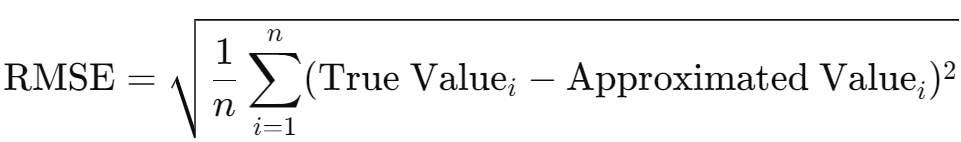 RMSE = √(1/n ∑_{i=1}^{n} (True Value_i − Approximated Value_i)²)